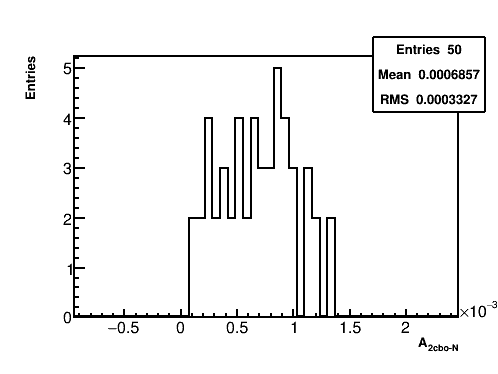 Entries 50
Mean 0.0006857
RMS 0.0003327
Entries
5
4
3
2
1
0
−0.5 0 0.5 1 1.5 2
×10⁻³
A₂cbo-N